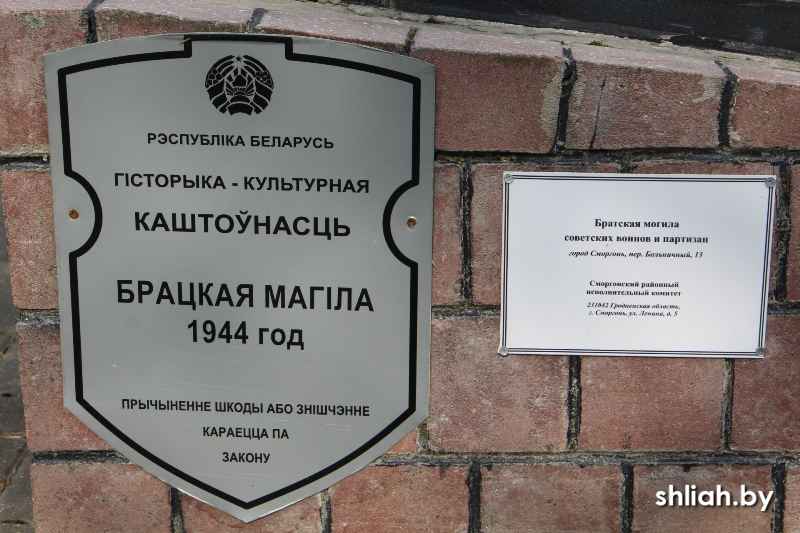 РЭСПУБЛІКА БЕЛАРУСЬ
ГІСТОРЫКА - КУЛЬТУРНАЯ
КАШТОЎНАСЦЬ
БРАЦКАЯ МАГІЛА
1944 год
ПРЫЧЫНЕННЕ ШКОДЫ АБО ЗНІШЧЭННЕ
КАРАЕЦЦА ПА
ЗАКОНУ
Братская могила
советских воинов и партизан
город Сморгонь, пер. Больничный, 13
Сморгонский районный
исполнительный комитет
231042 Гродненская область,
г. Сморгонь, ул. Ленина, д. 5
shliah.by